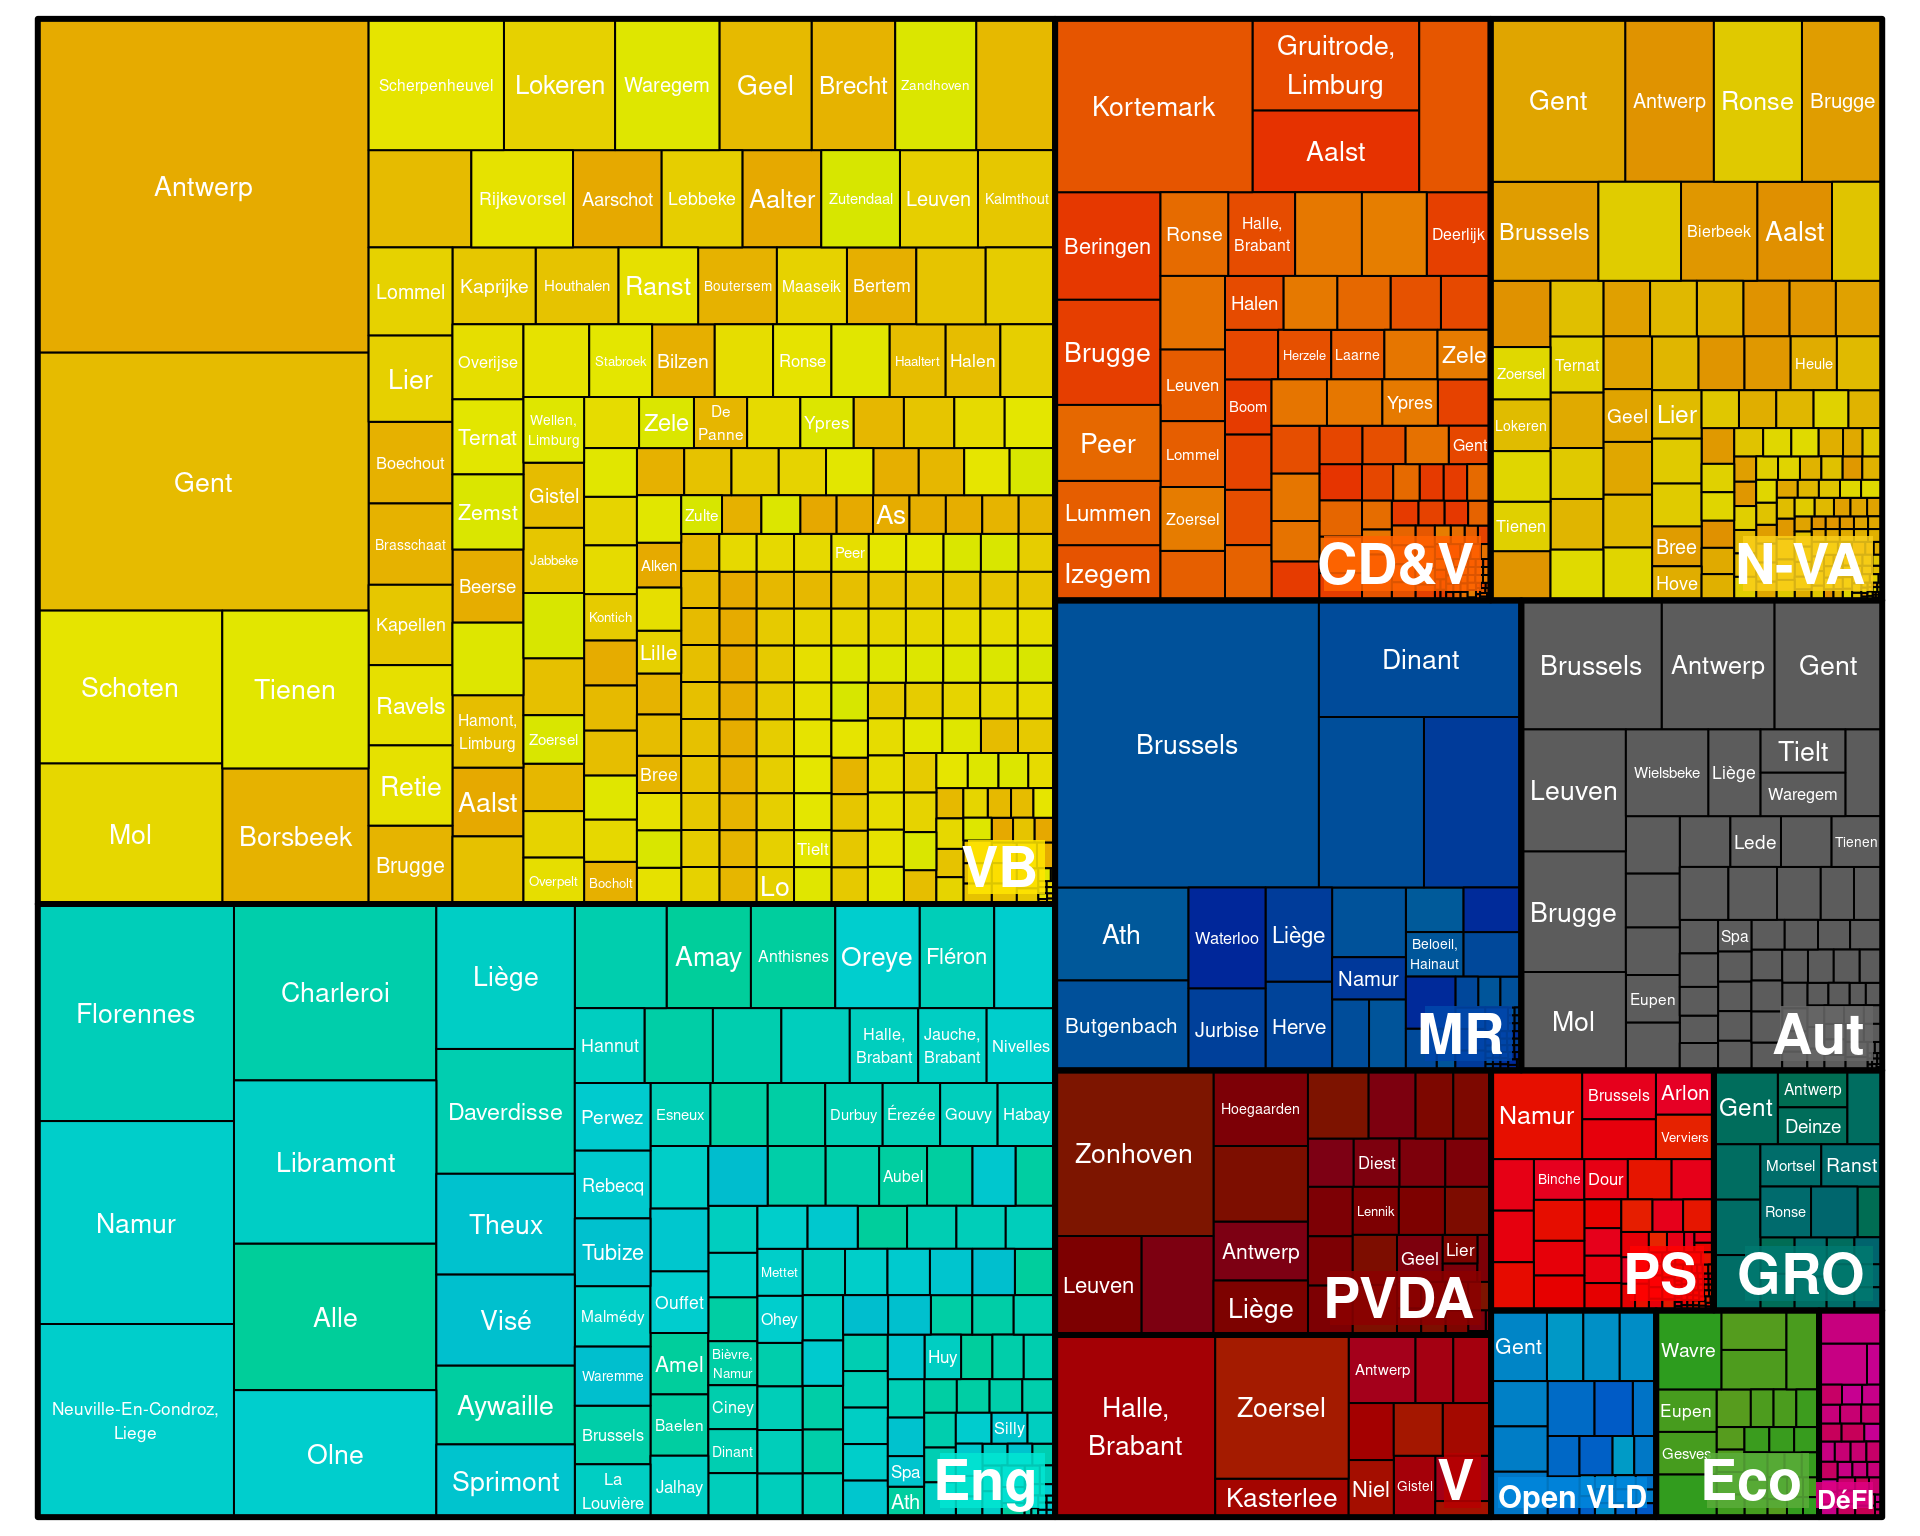 Antwerp
Gent
Schoten
Tienen
Mol
Borsbeek
Scherpenheuvel
Lokeren
Waregem
Geel
Brecht
Zandhoven
Rijkevorsel
Aarschot
Lebbeke
Aalter
Zutendaal
Leuven
Kalmthout
Lommel
Kaprijke
Houthalen
Ranst
Boutersem
Maaseik
Bertem
Lier
Overijse
Stabroek
Bilzen
Ronse
Haaltert
Halen
Boechout
Ternat
Wellen,
Limburg
Zele
De
Panne
Ypres
Brasschaat
Zemst
Gistel
Zulte
As
Kapellen
Beerse
Jabbeke
Alken
Peer
Kontich
Lille
Ravels
Hamont,
Limburg
Zoersel
Retie
Aalst
Bree
Brugge
Overpelt
Bocholt
Tielt
Lo
VB
Kortemark
Gruitrode,
Limburg
Aalst
Beringen
Ronse
Halle,
Brabant
Deerlijk
Brugge
Halen
Leuven
Herzele
Laarne
Zele
Peer
Boom
Ypres
Lommel
Gent
Lummen
Zoersel
Izegem
CD&V
Gent
Antwerp
Ronse
Brugge
Brussels
Bierbeek
Aalst
Zoersel
Ternat
Heule
Lokeren
Geel
Lier
Tienen
Bree
Hove
N-VA
Brussels
Dinant
Ath
Waterloo
Liège
Beloeil,
Hainaut
Namur
Butgenbach
Jurbise
Herve
MR
Brussels
Antwerp
Gent
Leuven
Wielsbeke
Liège
Tielt
Waregem
Lede
Tienen
Brugge
Spa
Mol
Eupen
Aut
Florennes
Charleroi
Liège
Amay
Anthisnes
Oreye
Fléron
Hannut
Halle,
Brabant
Jauche,
Brabant
Nivelles
Namur
Libramont
Daverdisse
Perwez
Esneux
Durbuy
Érezée
Gouvy
Habay
Theux
Rebecq
Aubel
Tubize
Mettet
Alle
Visé
Malmédy
Ouffet
Ohey
Neuville-En-Condroz,
Liege
Olne
Aywaille
Waremme
Amel
Bièvre,
Namur
Huy
Brussels
Baelen
Ciney
Silly
Dinant
Sprimont
La
Louvière
Jalhay
Spa
Ath
Eng
Zonhoven
Hoegaarden
Diest
Lennik
Leuven
Antwerp
Geel
Lier
Liège
PVDA
Namur
Brussels
Arlon
Verviers
Binche
Dour
PS
Gent
Antwerp
Deinze
Mortsel
Ranst
Ronse
GRO
Halle,
Brabant
Zoersel
Antwerp
Kasterlee
Niel
Gistel
V
Gent
Open VLD
Wavre
Eupen
Gesves
Eco
DéFI